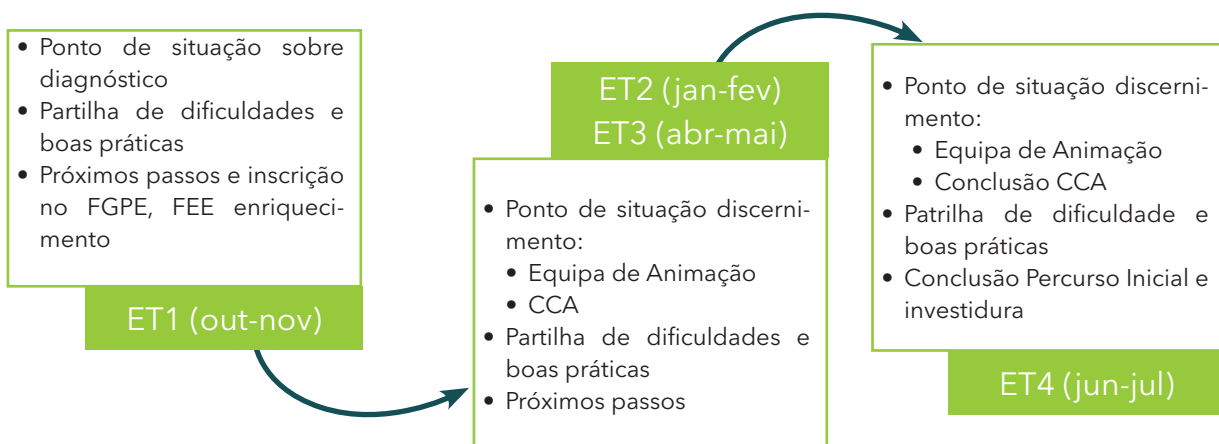 • Ponto de situação sobre
diagnóstico
• Partilha de dificuldades e
boas práticas
• Próximos passos e inscrição
no FGPE, FEE enriqueci-
mento
ET1 (out-nov)
ET2 (jan-fev)
ET3 (abr-mai)
• Ponto de situação discerni-
mento:
• Equipa de Animação
• CCA
• Partilha de dificuldades e
boas práticas
• Próximos passos
• Ponto de situação discerni-
mento:
• Equipa de Animação
• Conclusão CCA
• Patrilha de dificuldade e
boas práticas
• Conclusão Percurso Inicial e
investidura
ET4 (jun-jul)